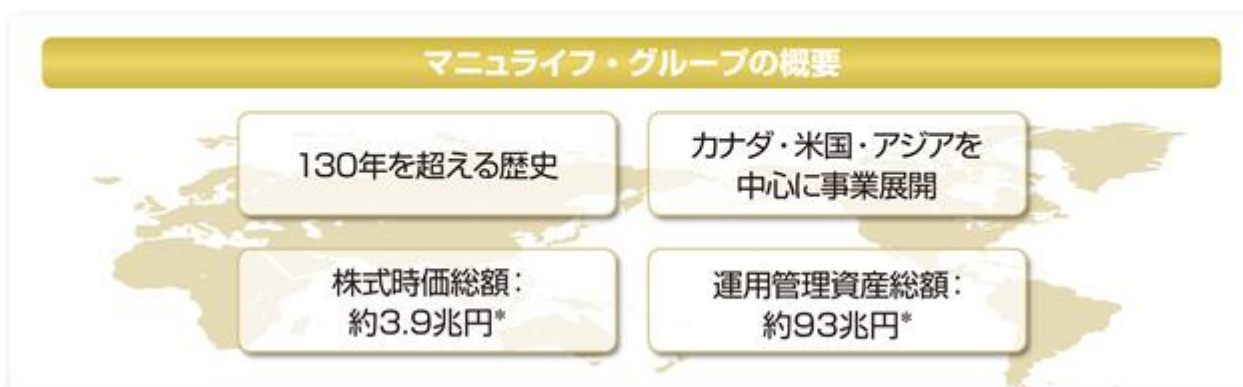 マニュライフ・グループの概要
130年を超える歴史
カナダ・米国・アジアを
中心に事業展開
株式時価総額：
約3.9兆円*
運用管理資産総額：
約93兆円*